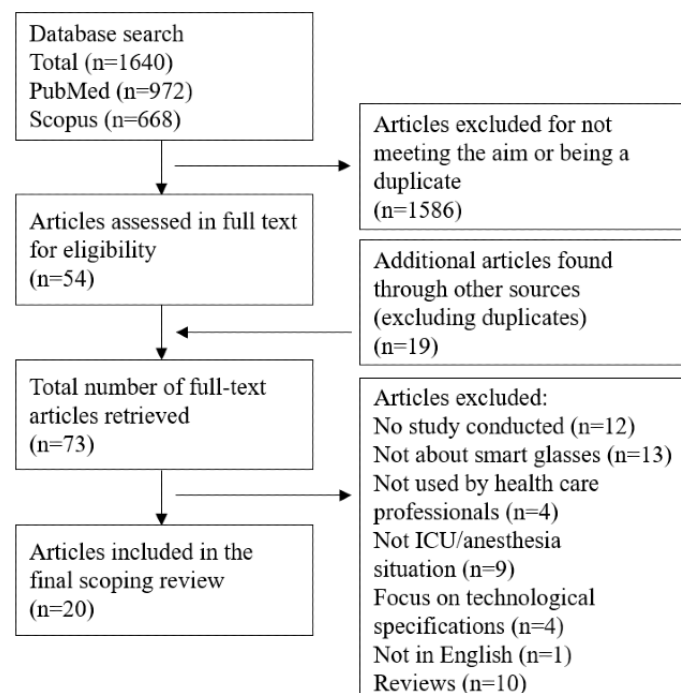 Database search
Total (n=1640)
PubMed (n=972)
Scopus (n=668)
Articles excluded for not
meeting the aim or being a
duplicate
(n=1586)
Articles assessed in full text
for eligibility
(n=54)
Additional articles found
through other sources
(excluding duplicates)
(n=19)
Total number of full-text
articles retrieved
(n=73)
Articles excluded:
No study conducted (n=12)
Not about smart glasses (n=13)
Not used by health care
professionals (n=4)
Not ICU/anesthesia
situation (n=9)
Focus on technological
specifications (n=4)
Not in English (n=1)
Reviews (n=10)
Articles included in the
final scoping review
(n=20)